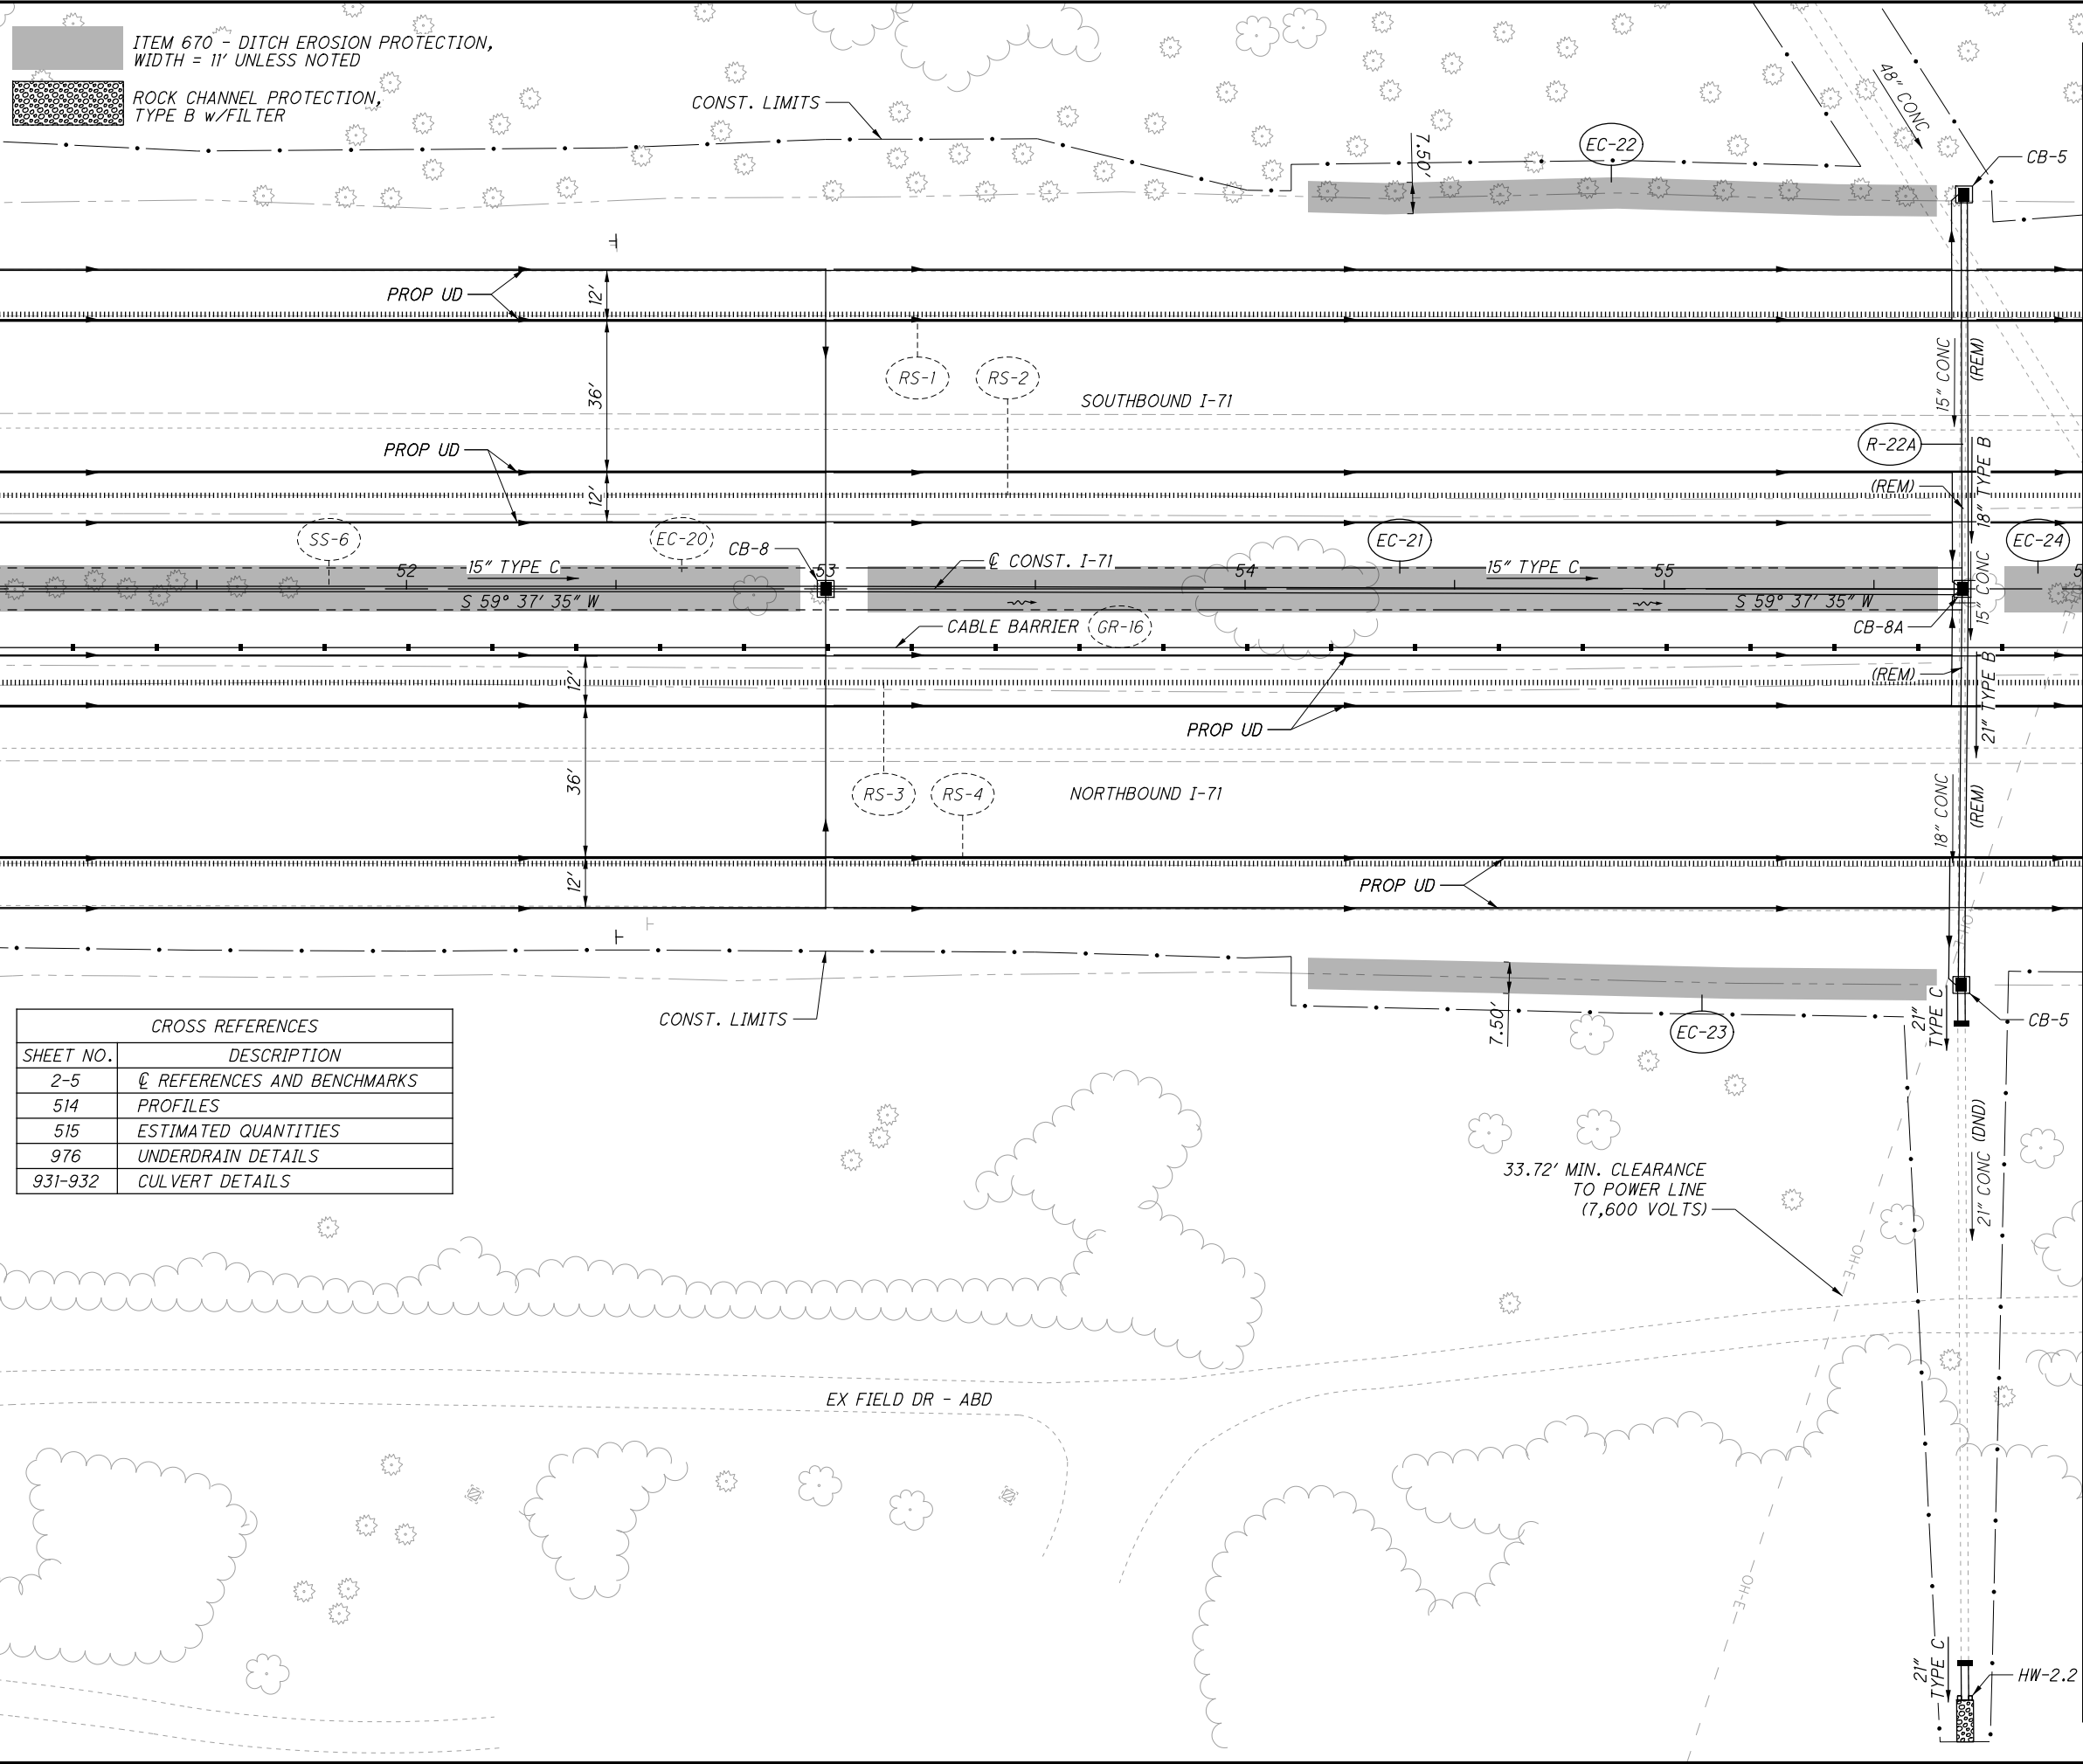 ITEM 670 - DITCH EROSION PROTECTION,
WIDTH = 11' UNLESS NOTED
ROCK CHANNEL PROTECTION,
TYPE B w/FILTER
CONST. LIMITS
7.50'
EC-22
48" CONC
CB-5
PROP UD
12'
36'
RS-1
RS-2
SOUTHBOUND I-71
15" CONC
(REM)
R-22A
PROP UD
12'
(REM)
18" TYPE B
SS-6
EC-20
CB-8
℄ CONST. I-71
EC-21
EC-24
52
15" TYPE C
53
54
15" TYPE C
55
S 59° 37' 35" W
S 59° 37' 35" W
15" CONC
CABLE BARRIER
GR-16
CB-8A
12'
(REM)
21" TYPE B
PROP UD
36'
RS-3
RS-4
NORTHBOUND I-71
18" CONC
(REM)
12'
PROP UD
OH-E
CONST. LIMITS
7.50'
EC-23
21"
TYPE C
CB-5
CROSS REFERENCES
SHEET NO.
DESCRIPTION
2-5
℄ REFERENCES AND BENCHMARKS
514
PROFILES
515
ESTIMATED QUANTITIES
976
UNDERDRAIN DETAILS
931-932
CULVERT DETAILS
21" CONC (DND)
33.72' MIN. CLEARANCE
TO POWER LINE
(7,600 VOLTS)
OH-E
EX FIELD DR - ABD
OH-E
21"
TYPE C
HW-2.2